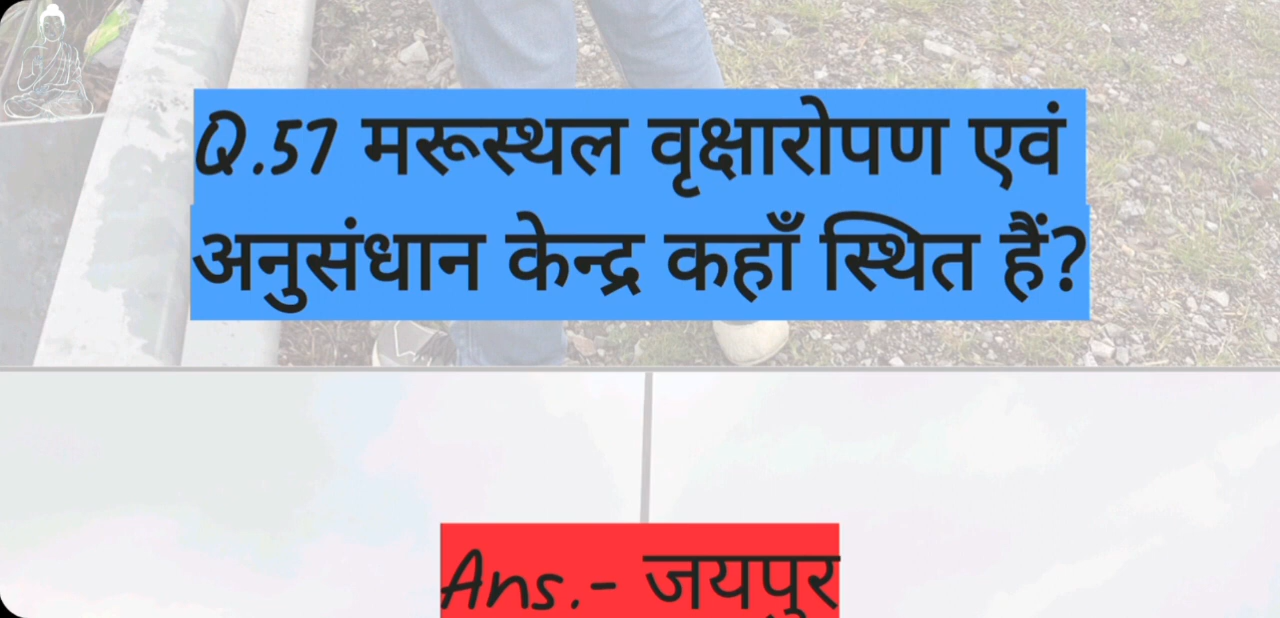 Q.57 मरूस्थल वृक्षारोपण एवं
अनुसंधान केन्द्र कहाँ स्थित हैं?
Ans.- जयपुर